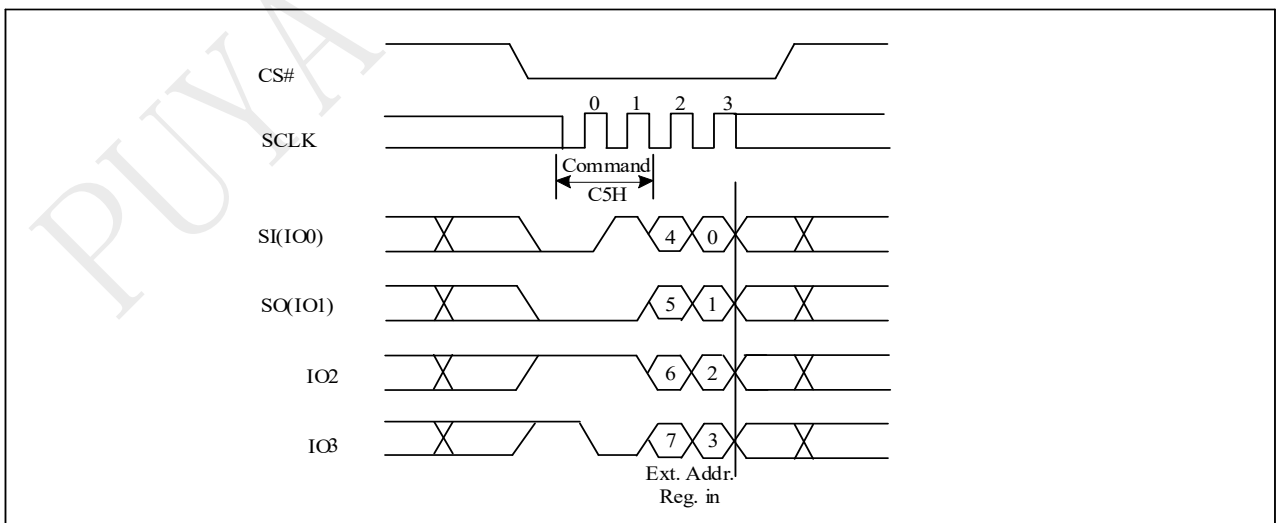 PUYA
CS#
0 1 2 3
SCLK
Command
C5H
SI(IO0) 4 0
SO(IO1) 5 1
IO2 6 2
IO3 7 3
Ext. Addr.
Reg. in